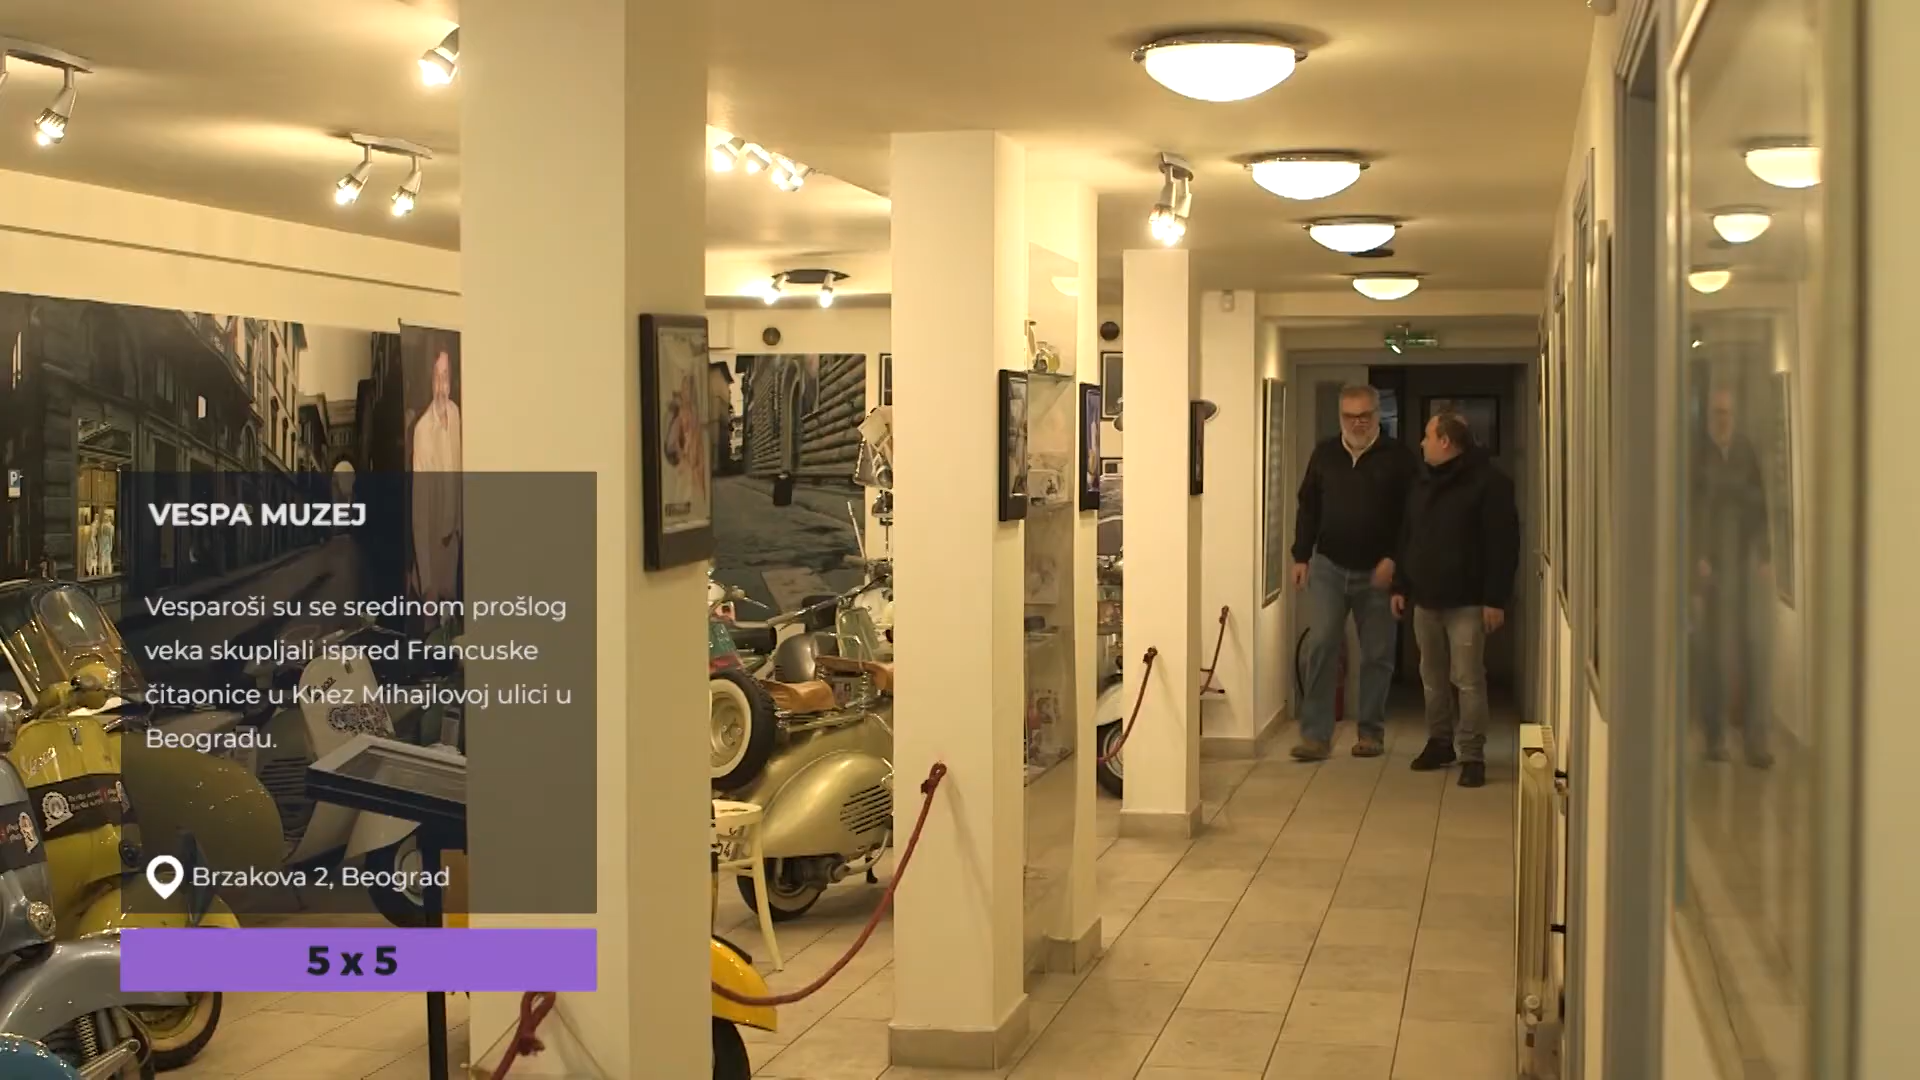 VESPA MUZEJ
Vesparoši su se sredinom prošlog
veka skupljali ispred Francuske
čitaonice u Knez Mihajlovoj ulici u
Beogradu.
Brzakova 2, Beograd
5 x 5
P